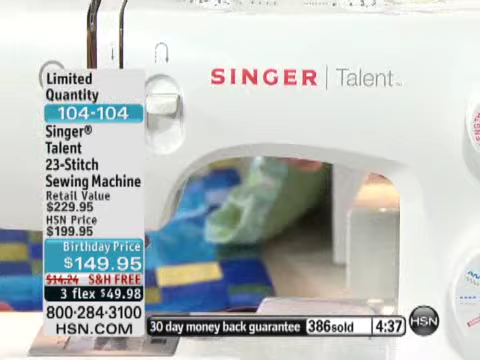 Limited
Quantity
104-104
Singer®
Talent
23-Stitch
Sewing Machine
Retail Value
$229.95
HSN Price
$199.95
Birthday Price
$149.95
$14.24 S&H FREE
3 flex $49.98
800·284·3100
HSN.COM
SINGER | Talent™
30 day money back guarantee 386sold 4:37 HSN